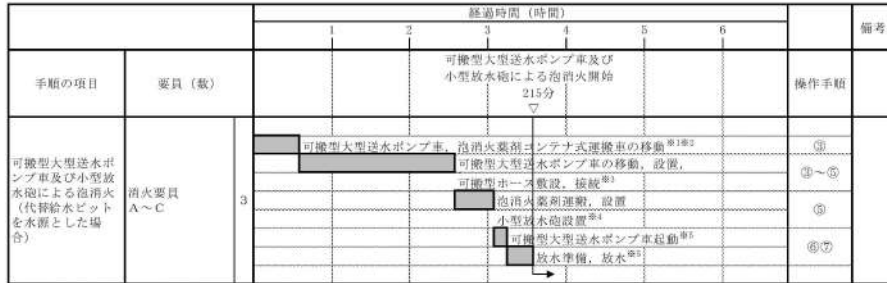 経過時間（時間）
備考
1 2 3 4 5 6
手順の項目
要員（数）
可搬型大型送水ポンプ車及び
小型放水砲による泡消火開始
215分
▽
操作手順
可搬型大型送水ポ
ンプ車及び小型放
水砲による泡消火
（代替給水ピット
を水源とした場
合）
消火要員
A～C
3
可搬型大型送水ポンプ車，泡消火薬剤コンテナ式運搬車の移動※1※2
③
可搬型大型送水ポンプ車の移動，設置，
可搬型ホース敷設，接続※3
③～⑤
泡消火薬剤運搬，設置
小型放水砲設置※4
⑤
可搬型大型送水ポンプ車起動※5
放水準備，放水※5
⑥⑦